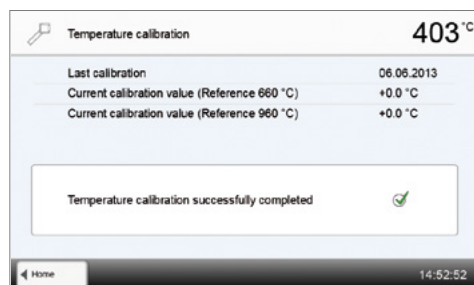 Temperature calibration 403 °C
Last calibration 06.06.2013
Current calibration value (Reference 660 °C) +0.0 °C
Current calibration value (Reference 960 °C) +0.0 °C
Temperature calibration successfully completed
Home 14:52:52